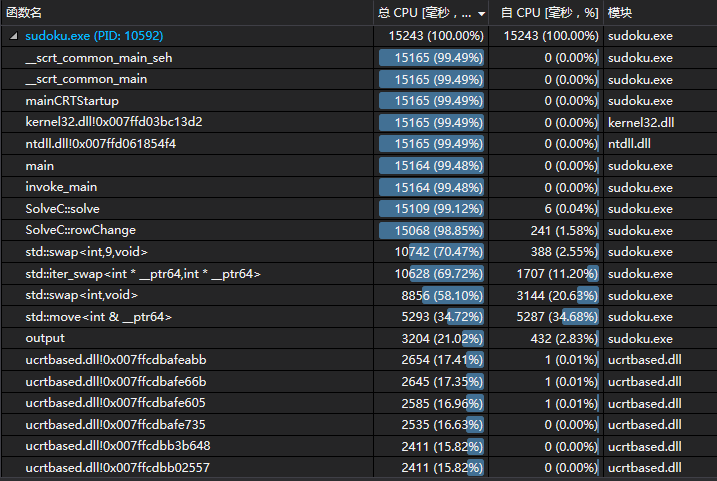 函数名 总 CPU [毫秒 , ... 自 CPU [毫秒 , %] 模块
sudoku.exe (PID: 10592) 15243 (100.00%) 15243 (100.00%) sudoku.exe
__scrt_common_main_seh 15165 (99.49%) 0 (0.00%) sudoku.exe
__scrt_common_main 15165 (99.49%) 0 (0.00%) sudoku.exe
mainCRTStartup 15165 (99.49%) 0 (0.00%) sudoku.exe
kernel32.dll!0x007ffd03bc13d2 15165 (99.49%) 0 (0.00%) kernel32.dll
ntdll.dll!0x007ffd061854f4 15165 (99.49%) 0 (0.00%) ntdll.dll
main 15164 (99.48%) 0 (0.00%) sudoku.exe
invoke_main 15164 (99.48%) 0 (0.00%) sudoku.exe
SolveC::solve 15109 (99.12%) 6 (0.04%) sudoku.exe
SolveC::rowChange 15068 (98.85%) 241 (1.58%) sudoku.exe
std::swap<int,9,void> 10742 (70.47%) 388 (2.55%) sudoku.exe
std::iter_swap<int * __ptr64,int * __ptr64> 10628 (69.72%) 1707 (11.20%) sudoku.exe
std::swap<int,void> 8856 (58.10%) 3144 (20.63%) sudoku.exe
std::move<int & __ptr64> 5293 (34.72%) 5287 (34.68%) sudoku.exe
output 3204 (21.02%) 432 (2.83%) sudoku.exe
ucrtbased.dll!0x007ffcdbafeabb 2654 (17.41%) 1 (0.01%) ucrtbased.dll
ucrtbased.dll!0x007ffcdbafe66b 2645 (17.35%) 1 (0.01%) ucrtbased.dll
ucrtbased.dll!0x007ffcdbafe605 2585 (16.96%) 1 (0.01%) ucrtbased.dll
ucrtbased.dll!0x007ffcdbafe735 2535 (16.63%) 0 (0.00%) ucrtbased.dll
ucrtbased.dll!0x007ffcdbb3b648 2411 (15.82%) 0 (0.00%) ucrtbased.dll
ucrtbased.dll!0x007ffcdbb02557 2411 (15.82%) 0 (0.00%) ucrtbased.dll